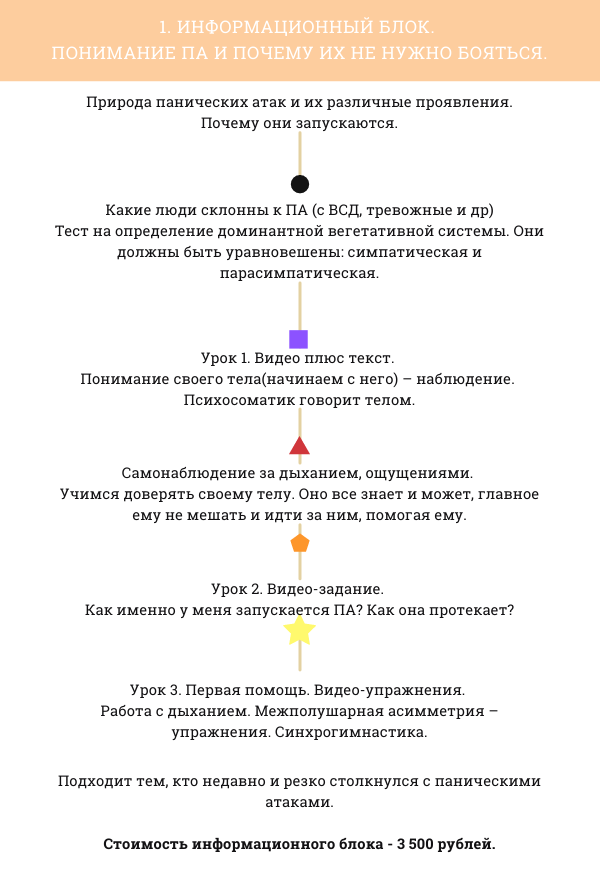 1. ИНФОРМАЦИОННЫЙ БЛОК.
ПОНИМАНИЕ ПА И ПОЧЕМУ ИХ НЕ НУЖНО БОЯТЬСЯ.
Природа панических атак и их различные проявления.
Почему они запускаются.
Какие люди склонны к ПА (с ВСД, тревожные и др)
Тест на определение доминантной вегетативной системы. Они
должны быть уравновешены: симпатическая и
парасимпатическая.
Урок 1. Видео плюс текст.
Понимание своего тела(начинаем с него) – наблюдение.
Психосоматик говорит телом.
Самонаблюдение за дыханием, ощущениями.
Учимся доверять своему телу. Оно все знает и может, главное
ему не мешать и идти за ним, помогая ему.
Урок 2. Видео-задание.
Как именно у меня запускается ПА? Как она протекает?
Урок 3. Первая помощь. Видео-упражнения.
Работа с дыханием. Межполушарная асимметрия –
упражнения. Синхрогимнастика.
Подходит тем, кто недавно и резко столкнулся с паническими
атаками.
Стоимость информационного блока - 3 500 рублей.